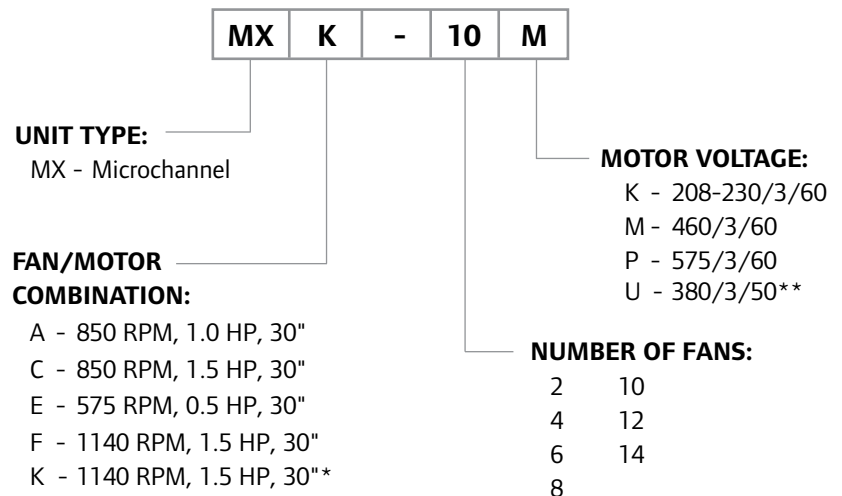 MX K - 10 M
UNIT TYPE:
MX - Microchannel
FAN/MOTOR
COMBINATION:
A - 850 RPM, 1.0 HP, 30"
C - 850 RPM, 1.5 HP, 30"
E - 575 RPM, 0.5 HP, 30"
F - 1140 RPM, 1.5 HP, 30"
K - 1140 RPM, 1.5 HP, 30"*
MOTOR VOLTAGE:
K - 208-230/3/60
M - 460/3/60
P - 575/3/60
U - 380/3/50**
NUMBER OF FANS:
2 10
4 12
6 14
8